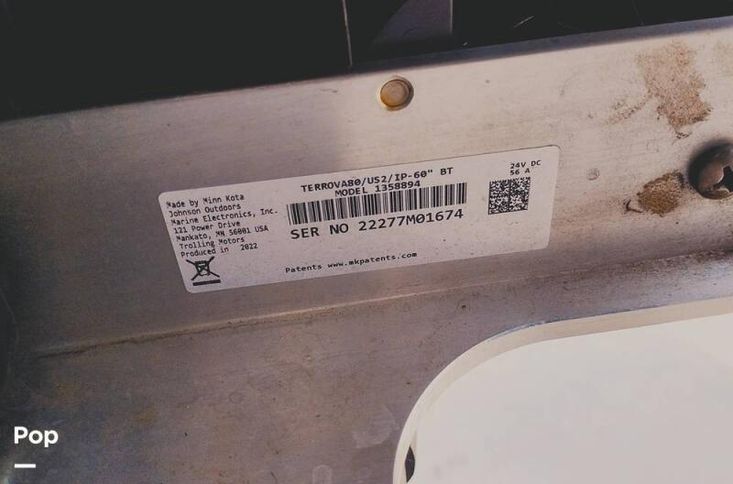 Made by Minn Kota
Johnson Outdoors
Marine Electronics, Inc.
121 Power Drive
Mankato, MN 56001 USA
Trolling Motors
Produced in 2022
TERROVA80/US2/IP-60" BT
MODEL 1358894
SER NO 22277M01674
Patents www.mkpatents.com
24V DC
56 A
Pop